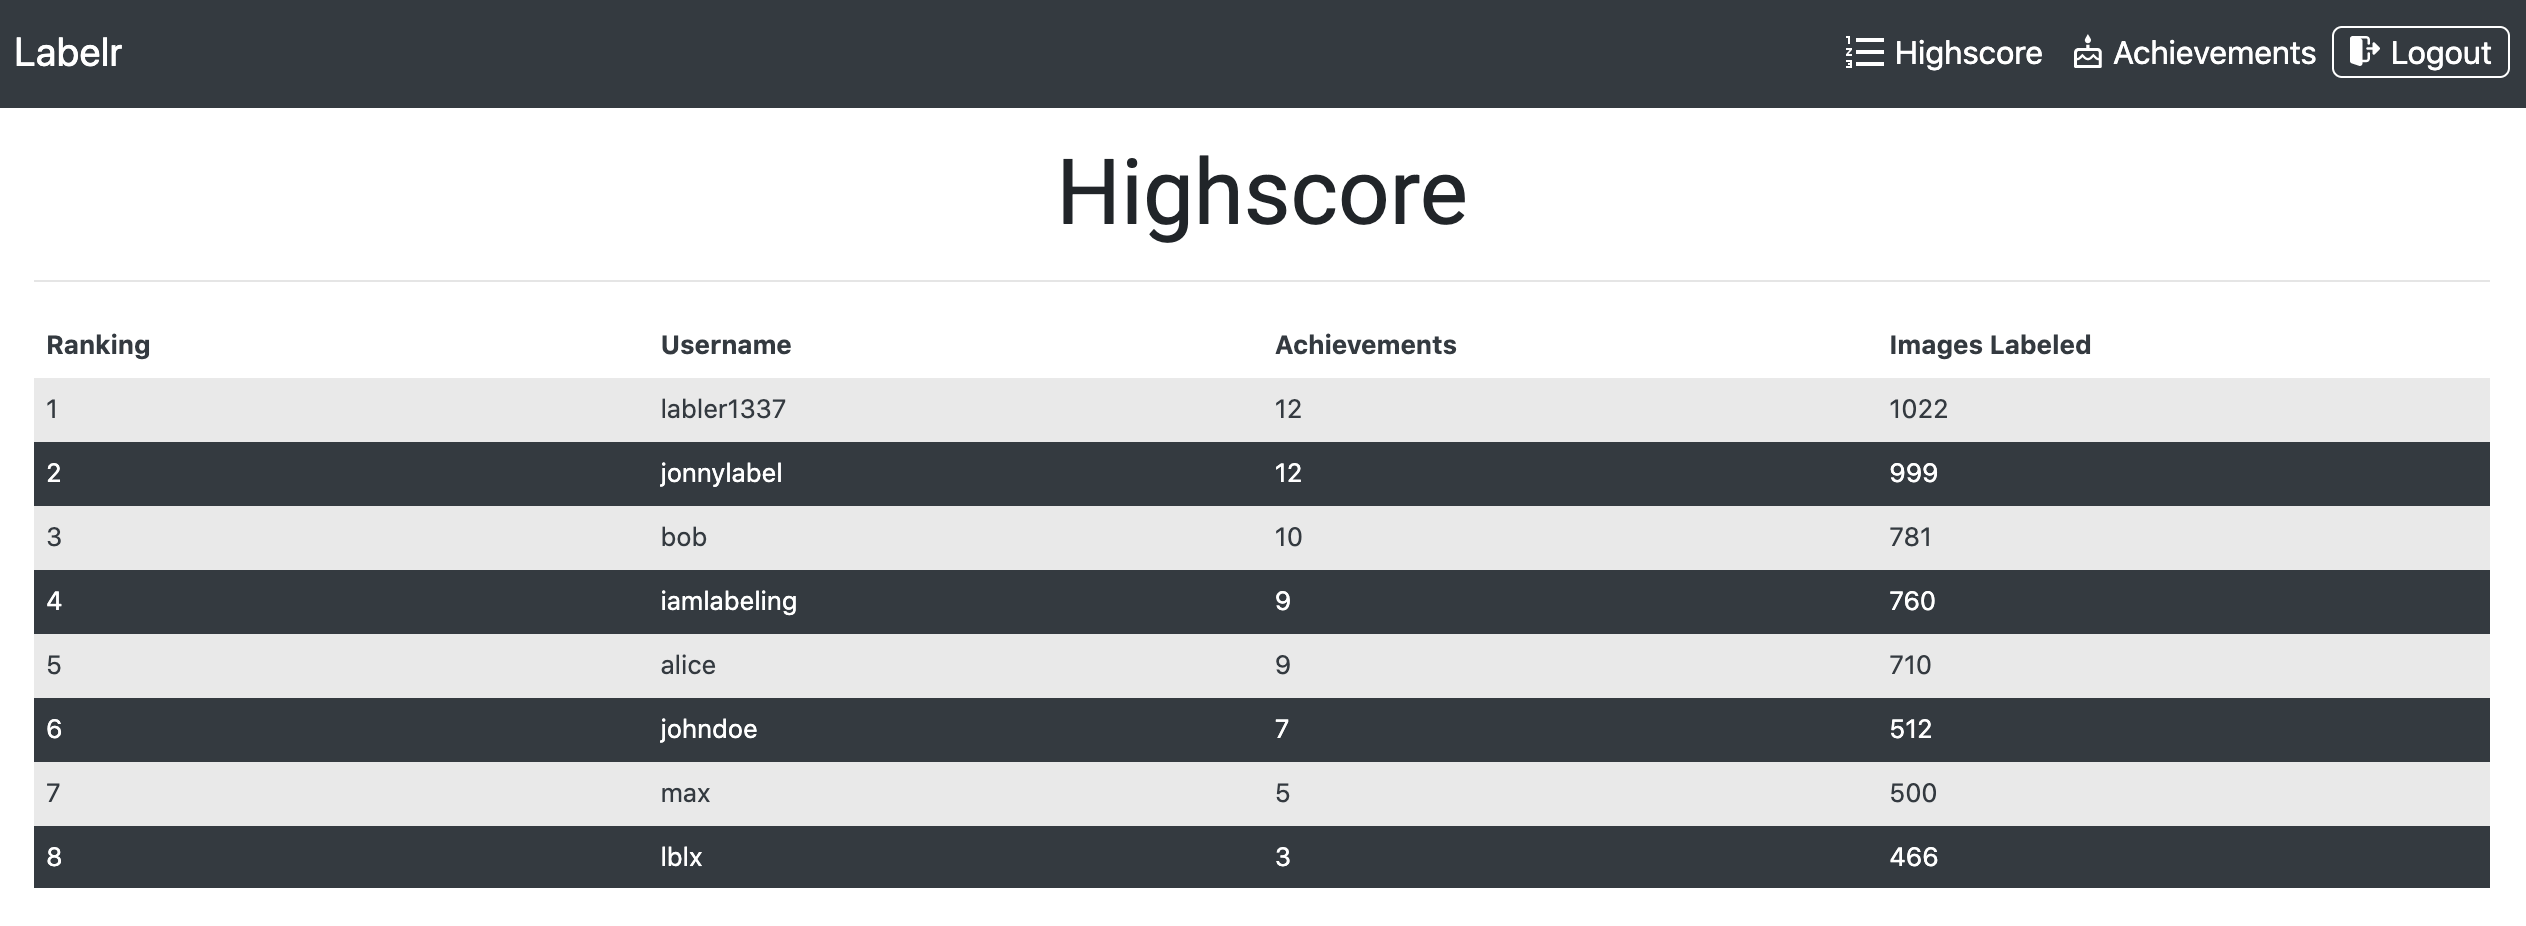 Labelr Highscore Achievements Logout
Highscore
Ranking Username Achievements Images Labeled
1 labler1337 12 1022
2 jonnylabel 12 999
3 bob 10 781
4 iamlabeling 9 760
5 alice 9 710
6 johndoe 7 512
7 max 5 500
8 lblx 3 466